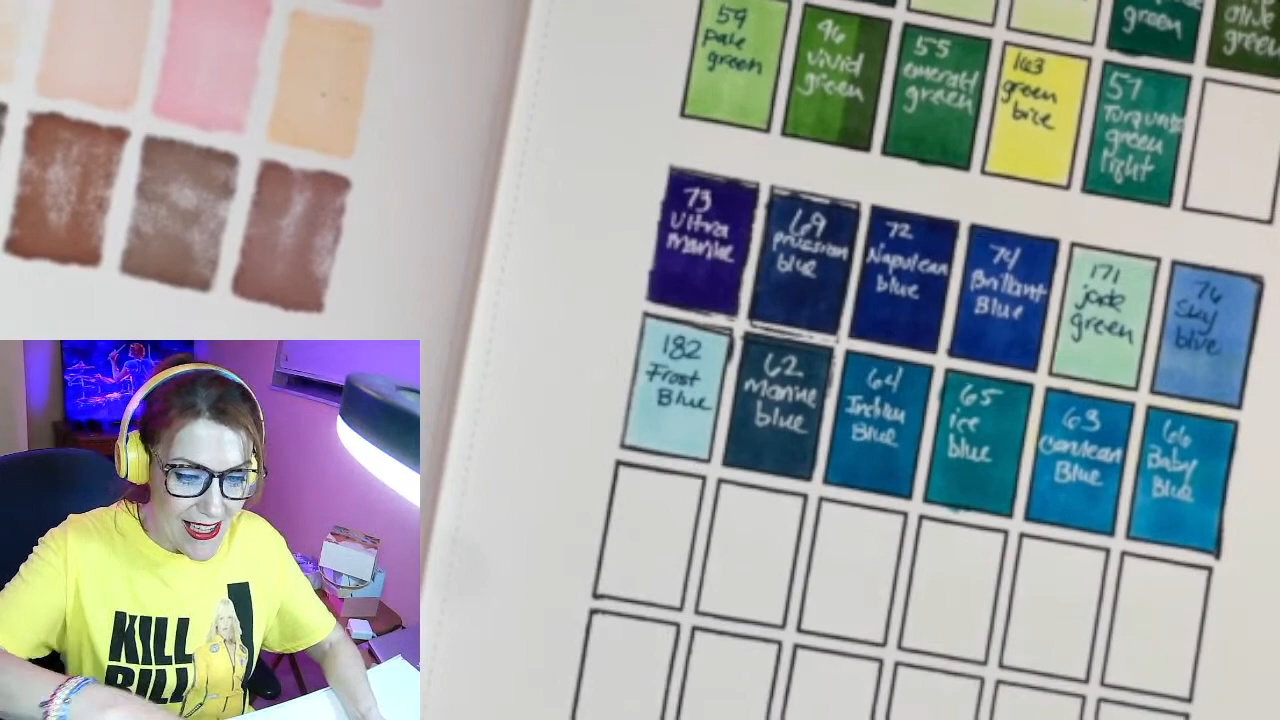 green
olive
green
59
pale
green
46
vivid
green
55
emerald
green
163
green
bice
57
Turquoise
green
light
73
Ultra
marine
69
prussian
blue
72
Napolean
blue
74
Brilliant
Blue
171
jade
green
76
Sky
blue
182
Frost
Blue
62
Marine
blue
64
Indian
Blue
65
ice
blue
63
Cerulean
Blue
66
Baby
Blue
KILL
BILL